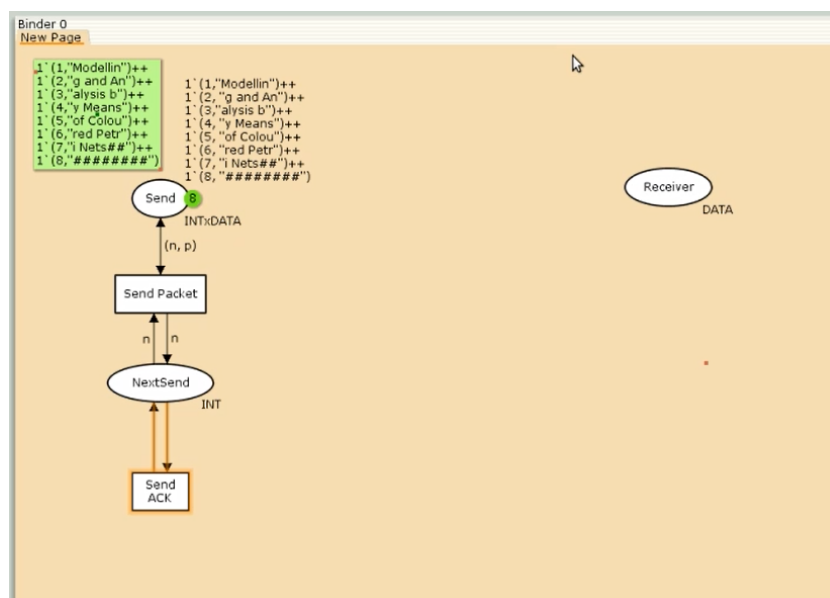 Binder 0
New Page
1`(1,"Modellin")++
1`(2,"g and An")++
1`(3,"alysis b")++
1`(4,"y Means")++
1`(5,"of Colou")++
1`(6,"red Petr")++
1`(7,"i Nets##")++
1`(8,"########")
1`(1,"Modellin")++
1`(2, "g and An")++
1`(3,"alysis b")++
1`(4, "y Means")++
1`(5, "of Colou")++
1`(6, "red Petr")++
1`(7, "i Nets##")++
1`(8, "########")
Send
8
INTxDATA
Receiver
DATA
(n, p)
Send Packet
n
n
NextSend
INT
Send
ACK